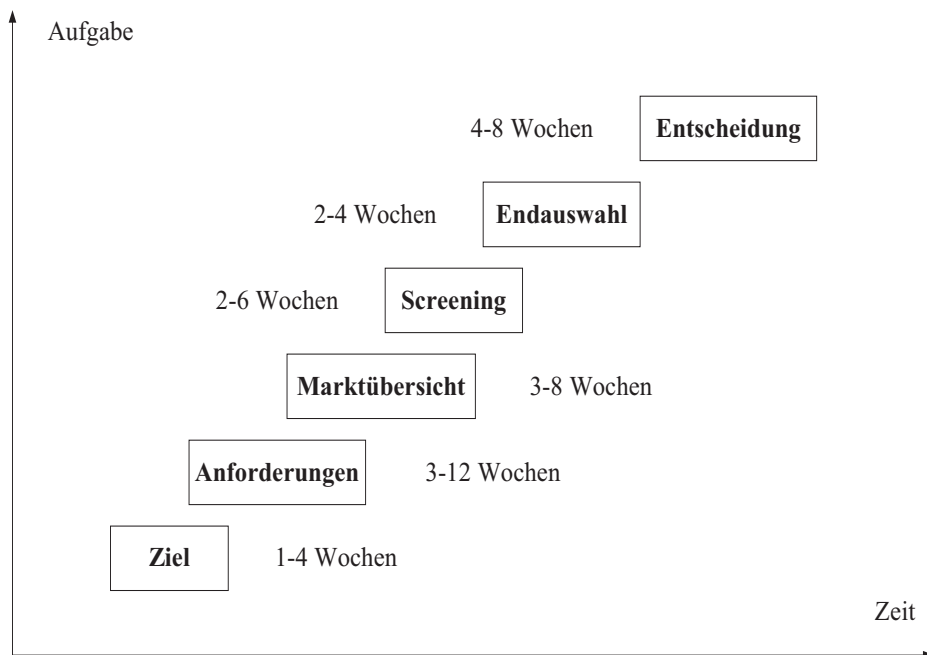 Aufgabe
4-8 Wochen Entscheidung
2-4 Wochen Endauswahl
2-6 Wochen Screening
Marktübersicht 3-8 Wochen
Anforderungen 3-12 Wochen
Ziel 1-4 Wochen
Zeit